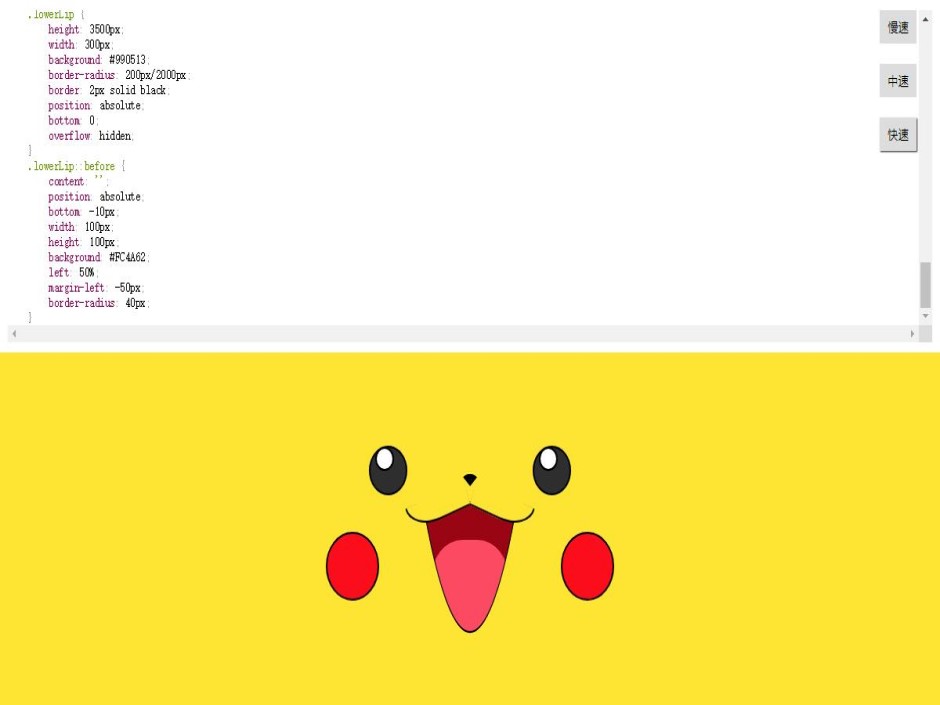 .lowerLip {
height: 3500px;
width: 300px;
background: #990513;
border-radius: 200px/2000px;
border: 2px solid black;
position: absolute;
bottom: 0;
overflow: hidden;
}
.lowerLip::before {
content: '';
position: absolute;
bottom: -10px;
width: 100px;
height: 100px;
background: #FC4A62;
left: 50%;
margin-left: -50px;
border-radius: 40px;
}
慢速
中速
快速